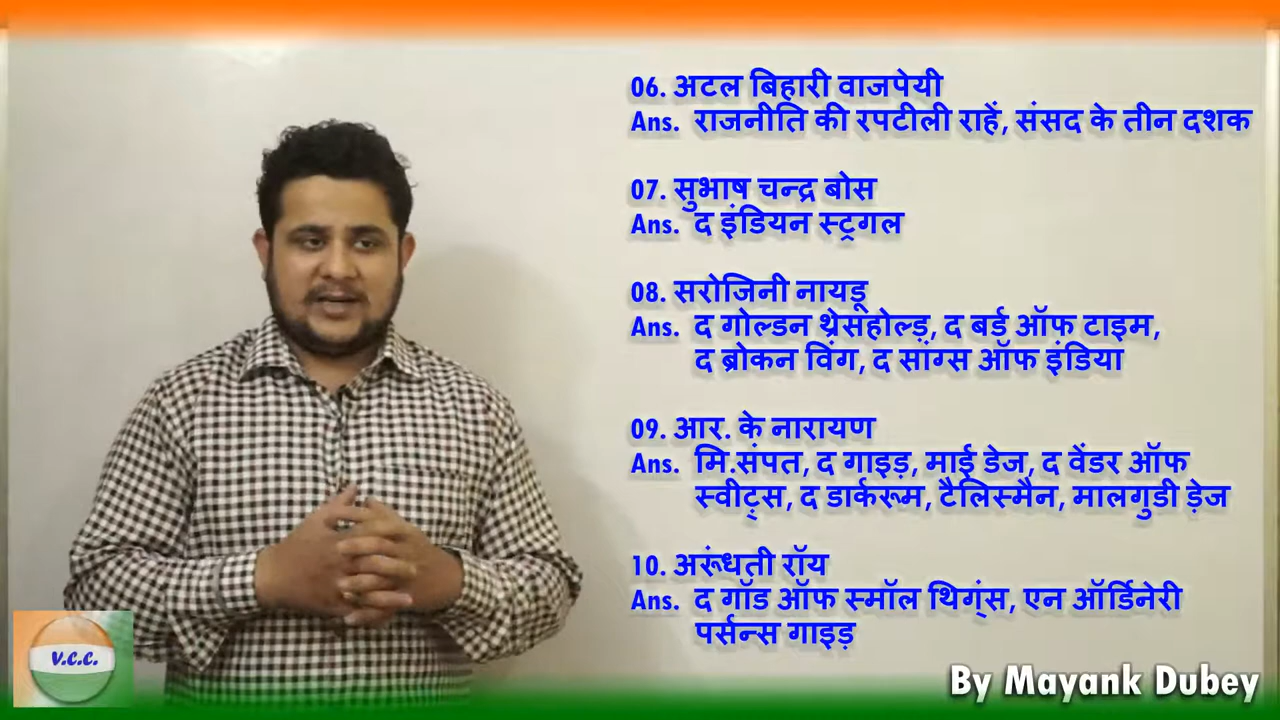 06. अटल बिहारी वाजपेयी
Ans. राजनीति की रपटीली राहें, संसद के तीन दशक
07. सुभाष चन्द्र बोस
Ans. द इंडियन स्ट्रगल
08. सरोजिनी नायडू
Ans. द गोल्डन थ्रेसहोल्ड़, द बर्ड ऑफ टाइम,
द ब्रोकन विंग, द सांग्स ऑफ इंडिया
09. आर. के नारायण
Ans. मि.संपत, द गाइड़, माई डेज, द वेंडर ऑफ
स्वीट्स, द डार्करूम, टैलिस्मैन, मालगुडी ड़ेज
10. अरूंधती रॉय
Ans. द गॉड ऑफ स्मॉल थिग्ंस, एन ऑर्डिनेरी
पर्सन्स गाइड़
V.C.C.
By Mayank Dubey